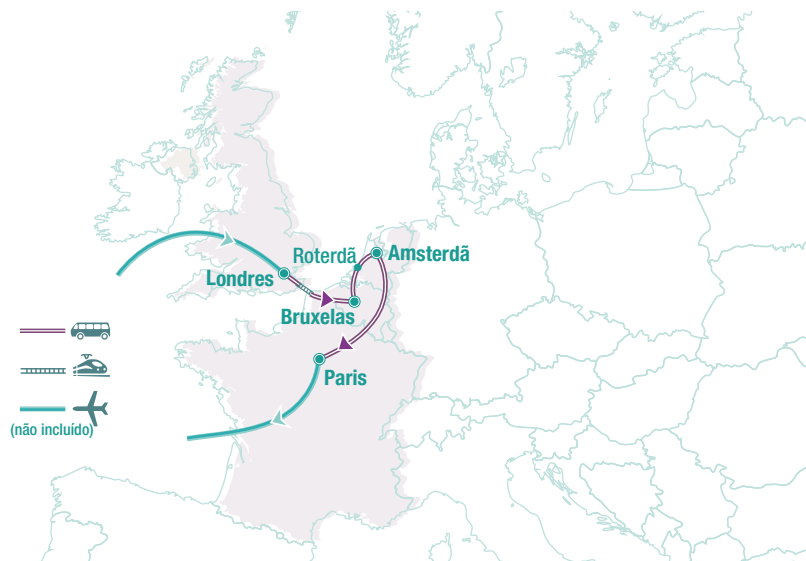 Roterdã
Amsterdã
Londres
Bruxelas
Paris
(não incluído)